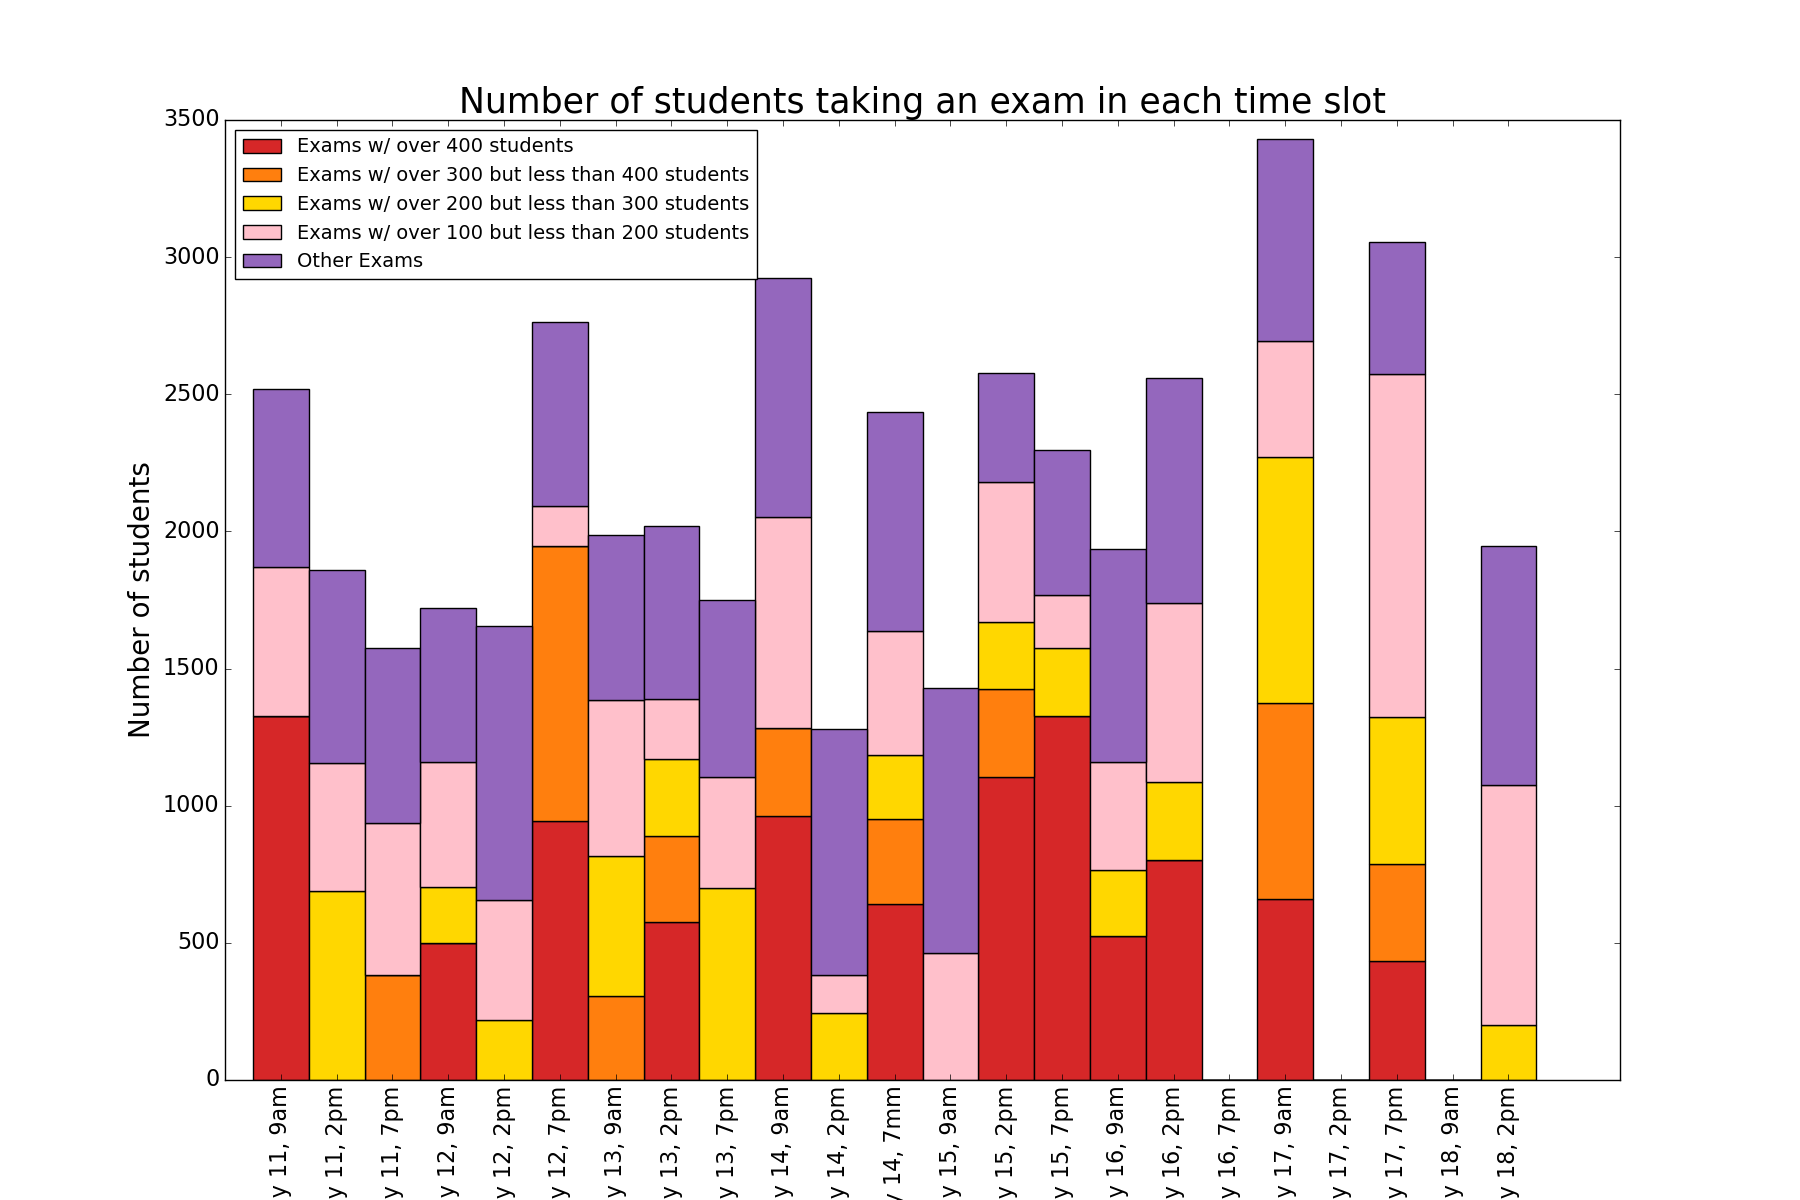 Number of students taking an exam in each time slot
Exams w/ over 400 students
Exams w/ over 300 but less than 400 students
Exams w/ over 200 but less than 300 students
Exams w/ over 100 but less than 200 students
Other Exams
Number of students
3500
3000
2500
2000
1500
1000
500
0
y 11, 9am
y 11, 2pm
y 11, 7pm
y 12, 9am
y 12, 2pm
y 12, 7pm
y 13, 9am
y 13, 2pm
y 13, 7pm
y 14, 9am
y 14, 2pm
y 14, 7mm
y 15, 9am
y 15, 2pm
y 15, 7pm
y 16, 9am
y 16, 2pm
y 16, 7pm
y 17, 9am
y 17, 2pm
y 17, 7pm
y 18, 9am
y 18, 2pm